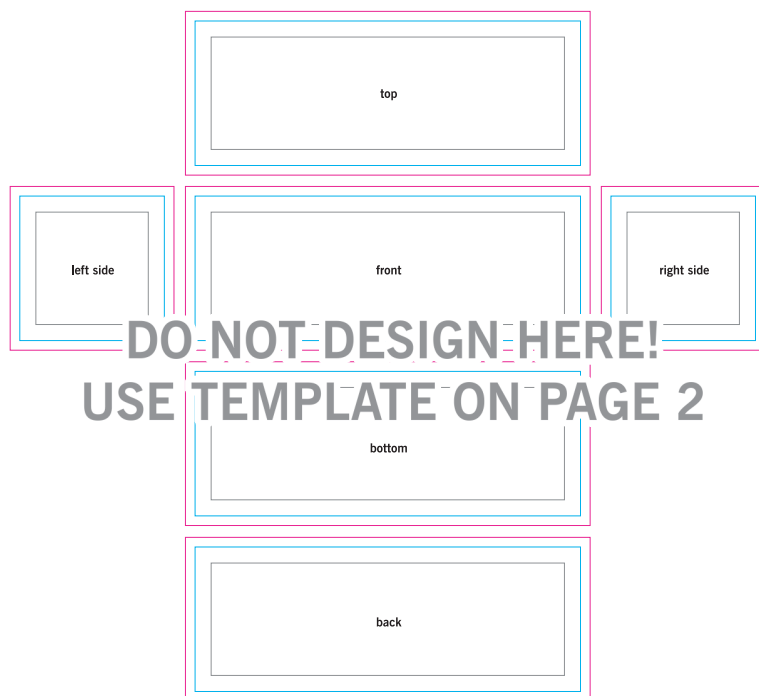 top
left side
front
right side
DO NOT DESIGN HERE!
USE TEMPLATE ON PAGE 2
bottom
back